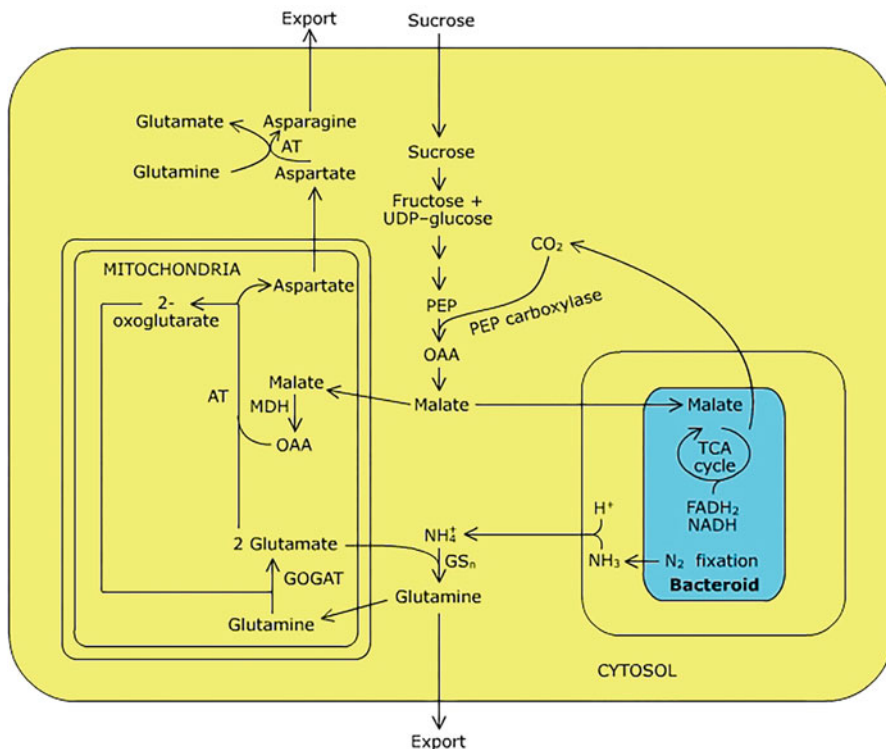 Export
Sucrose
Glutamate
Asparagine
AT
Glutamine
Aspartate
Sucrose
Fructose +
UDP–glucose
CO₂
MITOCHONDRIA
Aspartate
2-
oxoglutarate
PEP
PEP carboxylase
OAA
Malate
AT
MDH
OAA
Malate
Malate
TCA
cycle
FADH₂
NADH
H⁺
2 Glutamate
NH₄⁺
GSₙ
NH₃
N₂ fixation
Bacteroid
GOGAT
Glutamine
Glutamine
CYTOSOL
Export